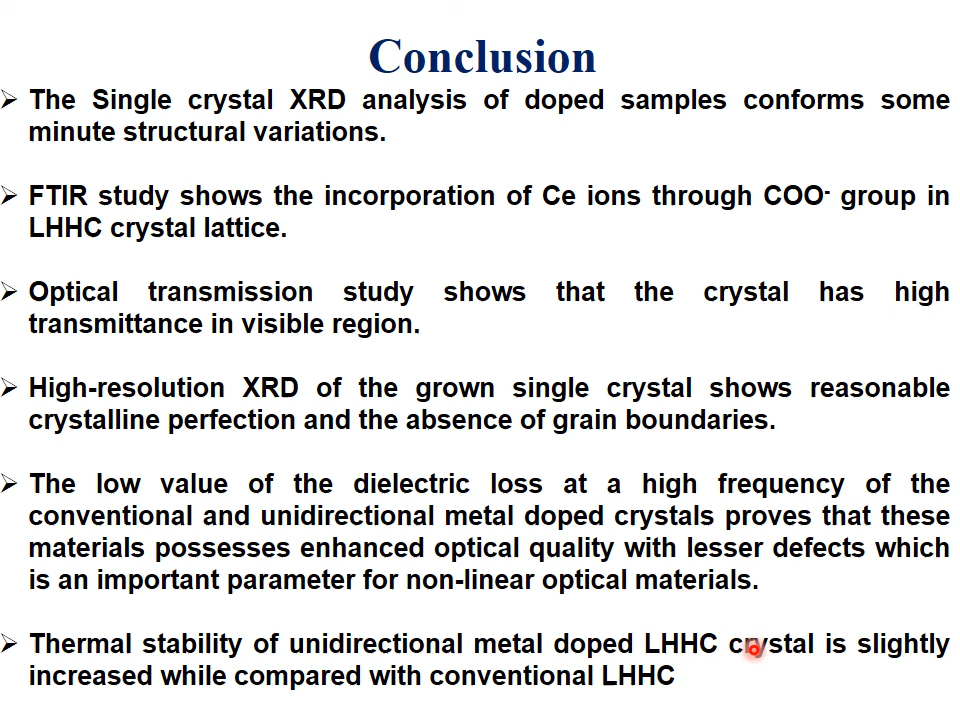 Conclusion
➢ The Single crystal XRD analysis of doped samples conforms some
minute structural variations.
➢ FTIR study shows the incorporation of Ce ions through COO⁻ group in
LHHC crystal lattice.
➢ Optical transmission study shows that the crystal has high
transmittance in visible region.
➢ High-resolution XRD of the grown single crystal shows reasonable
crystalline perfection and the absence of grain boundaries.
➢ The low value of the dielectric loss at a high frequency of the
conventional and unidirectional metal doped crystals proves that these
materials possesses enhanced optical quality with lesser defects which
is an important parameter for non-linear optical materials.
➢ Thermal stability of unidirectional metal doped LHHC crystal is slightly
increased while compared with conventional LHHC